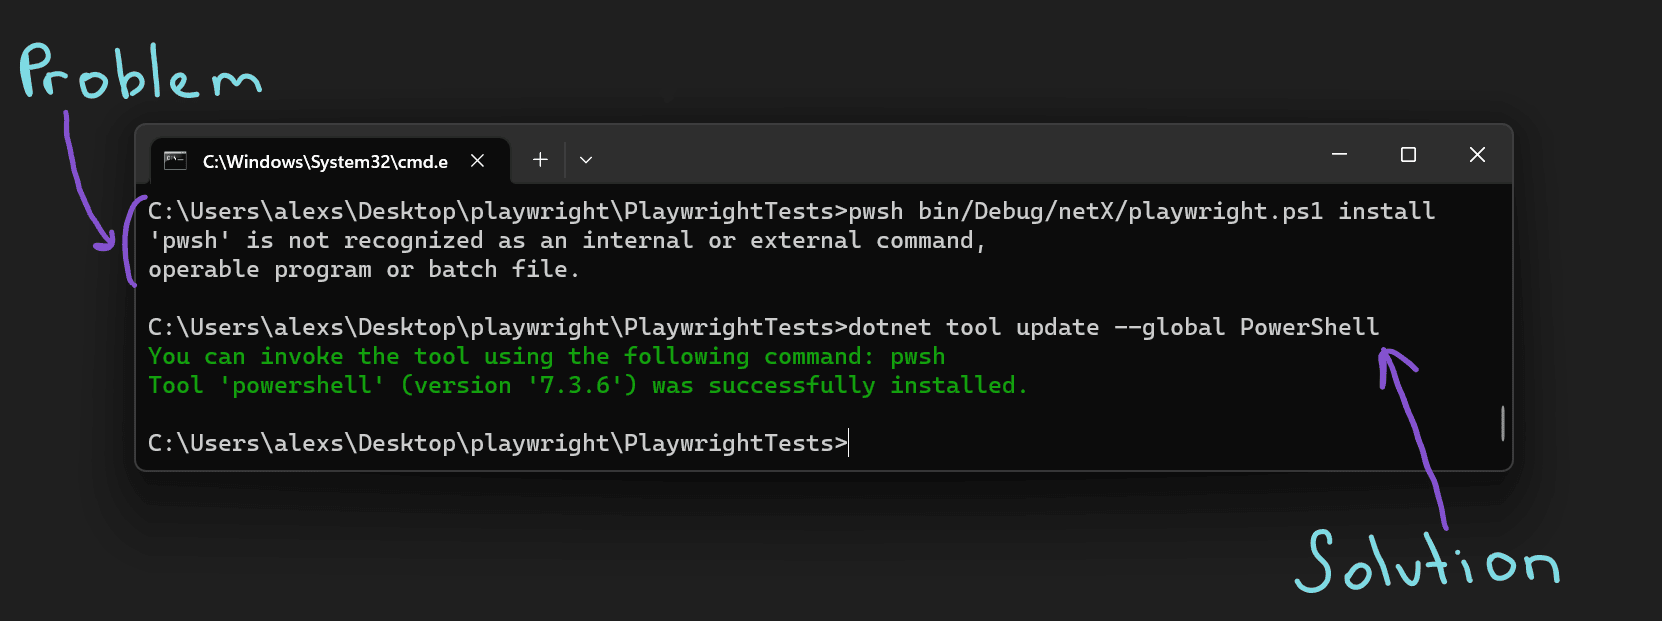 Problem
C:\Windows\System32\cmd.e
C:\Users\alexs\Desktop\playwright\PlaywrightTests>pwsh bin/Debug/netX/playwright.ps1 install
'pwsh' is not recognized as an internal or external command,
operable program or batch file.
C:\Users\alexs\Desktop\playwright\PlaywrightTests>dotnet tool update --global PowerShell
You can invoke the tool using the following command: pwsh
Tool 'powershell' (version '7.3.6') was successfully installed.
C:\Users\alexs\Desktop\playwright\PlaywrightTests>
Solution